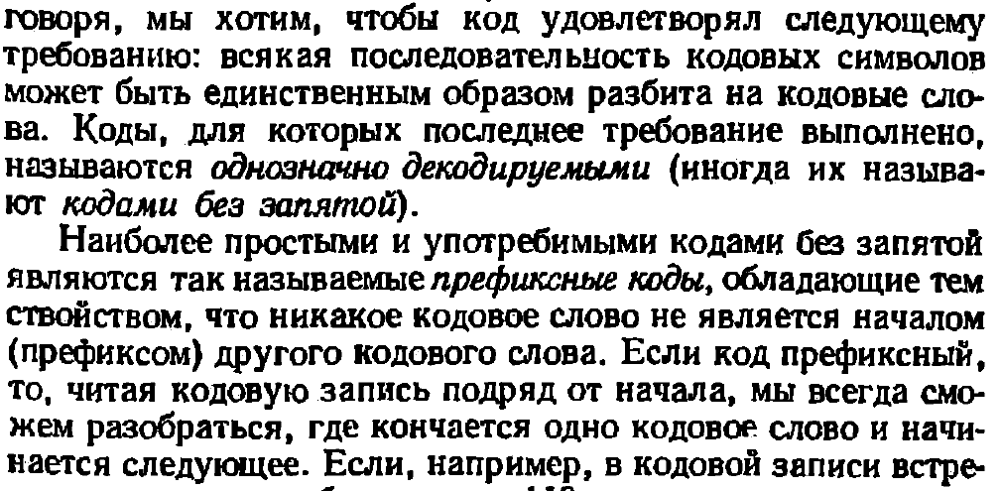 говоря, мы хотим, чтобы код удовлетворял следующему
требованию: всякая последовательность кодовых символов
может быть единственным образом разбита на кодовые сло-
ва. Коды, для которых последнее требование выполнено,
называются однозначно декодируемыми (иногда их называ-
ют кодами без запятой).
Наиболее простыми и употребимыми кодами без запятой
являются так называемые префиксные коды, обладающие тем
ствойством, что никакое кодовое слово не является началом
(префиксом) другого кодового слова. Если код префиксный,
то, читая кодовую запись подряд от начала, мы всегда смо-
жем разобраться, где кончается одно кодовое слово и начи-
нается следующее. Если, например, в кодовой записи встре-